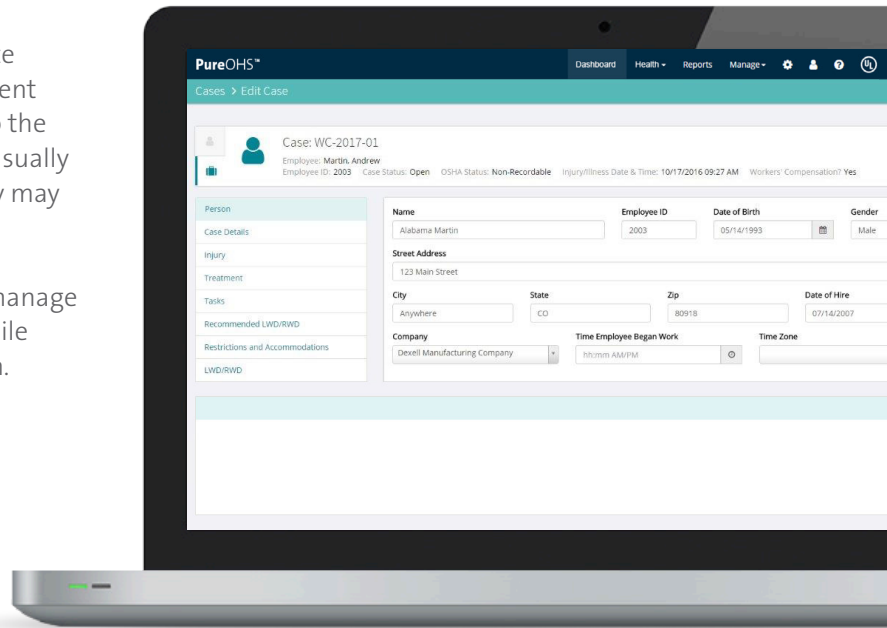 ent
the
sually
may
manage
PureOHS™
Dashboard Health Reports Manage
Cases > Edit Case
Case: WC-2017-01
Employee: Martin, Andrew
Employee ID: 2003 Case Status: Open OSHA Status: Non-Recordable Injury/Illness Date & Time: 10/17/2016 09:27 AM Workers' Compensation? Yes
Person
Case Details
Injury
Treatment
Tasks
Recommended LWD/RWD
Restrictions and Accommodations
LWD/RWD
Name Employee ID Date of Birth Gender
Alabama Martin 2003 05/14/1993 Male
Street Address
123 Main Street
City State Zip Date of Hire
Anywhere CO 80918 07/14/2007
Company Time Employee Began Work Time Zone
Dexell Manufacturing Company hh:mm AM/PM